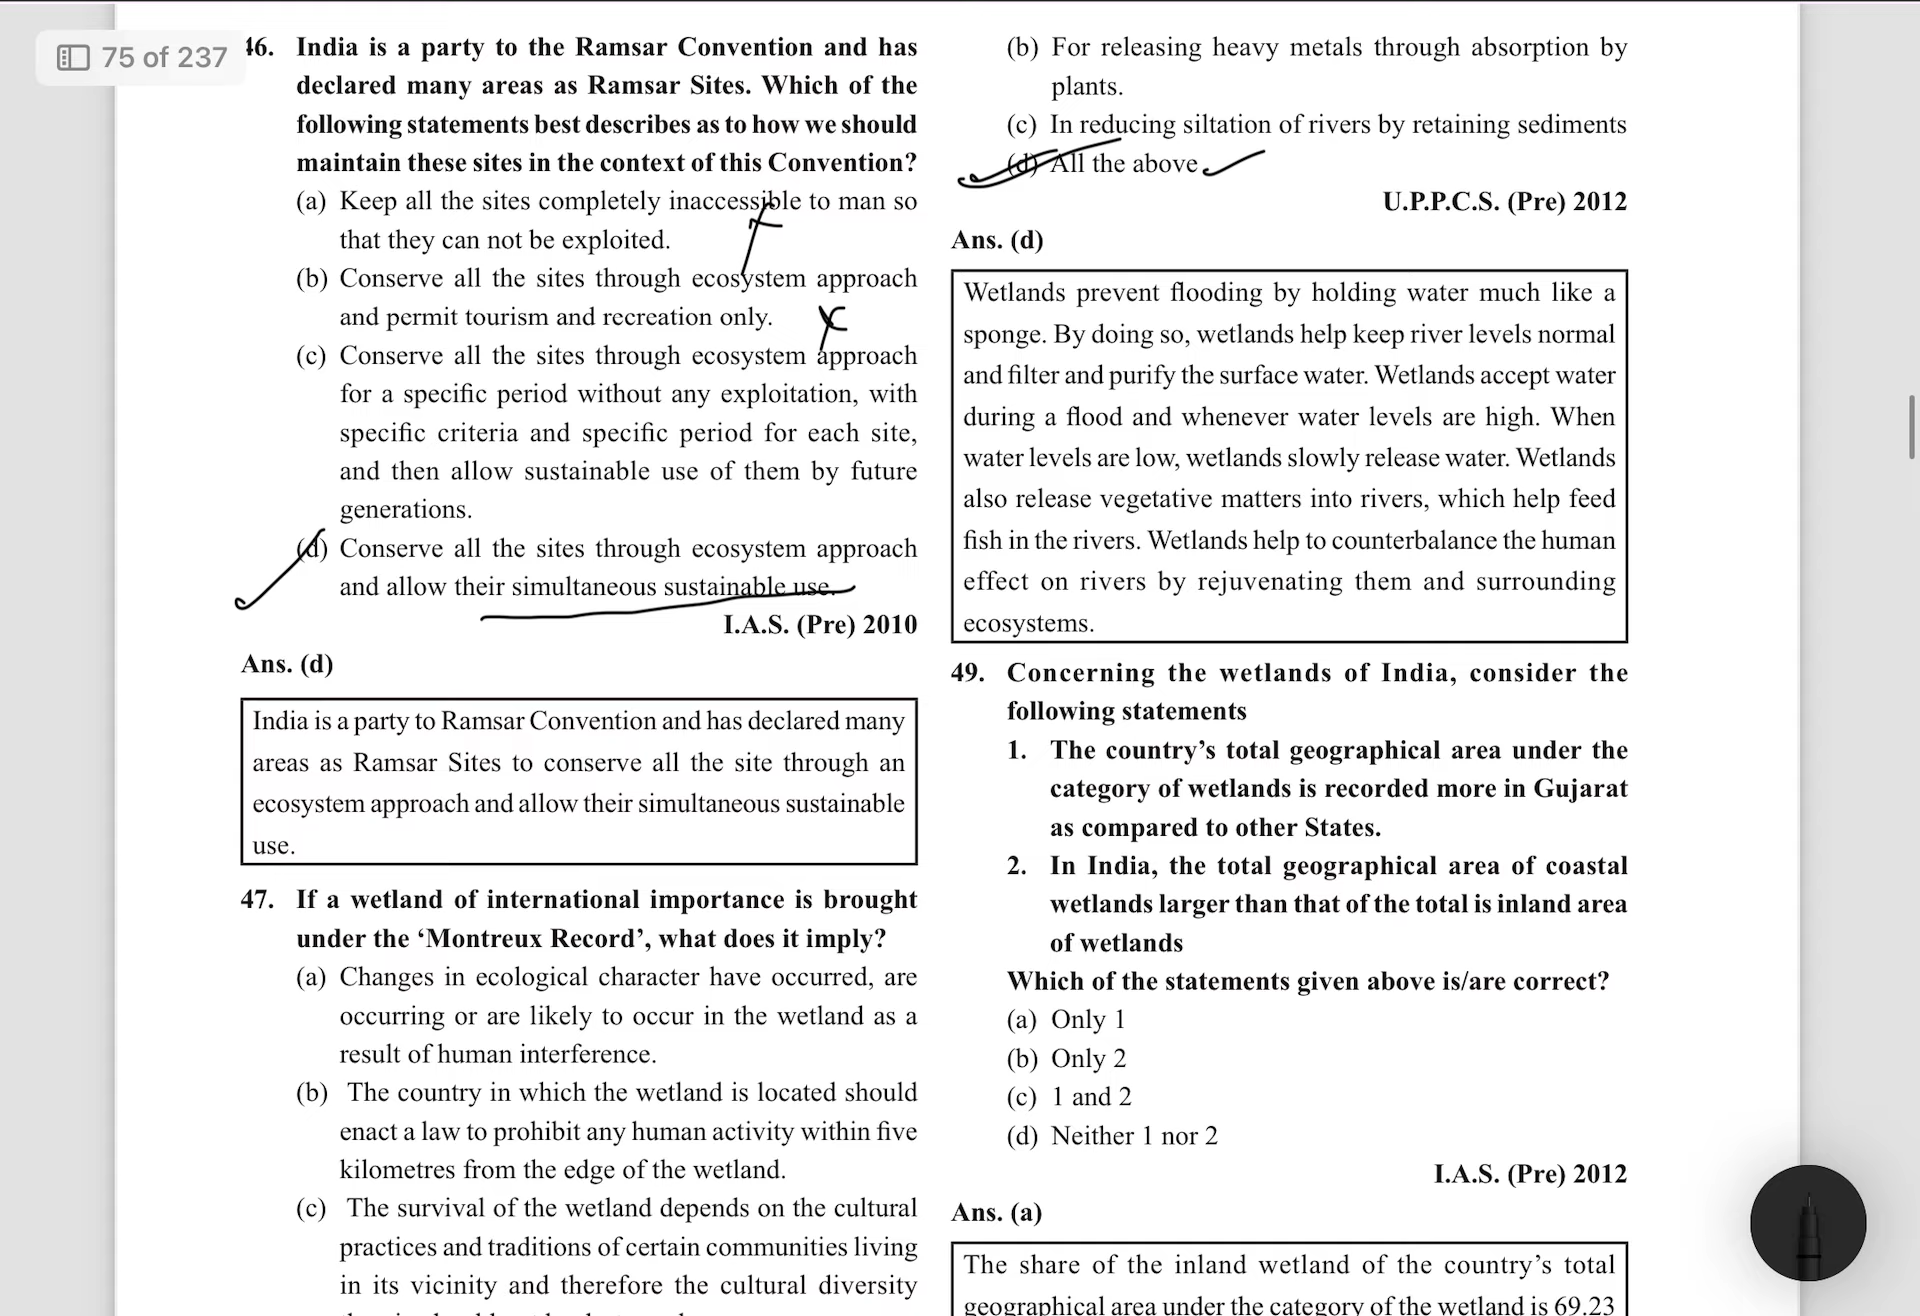 75 of 237
46. India is a party to the Ramsar Convention and has
declared many areas as Ramsar Sites. Which of the
following statements best describes as to how we should
maintain these sites in the context of this Convention?
(a) Keep all the sites completely inaccessible to man so
that they can not be exploited.
(b) Conserve all the sites through ecosystem approach
and permit tourism and recreation only.
(c) Conserve all the sites through ecosystem approach
for a specific period without any exploitation, with
specific criteria and specific period for each site,
and then allow sustainable use of them by future
generations.
(d) Conserve all the sites through ecosystem approach
and allow their simultaneous sustainable use.
I.A.S. (Pre) 2010
Ans. (d)
India is a party to Ramsar Convention and has declared many
areas as Ramsar Sites to conserve all the site through an
ecosystem approach and allow their simultaneous sustainable
use.
47. If a wetland of international importance is brought
under the ‘Montreux Record’, what does it imply?
(a) Changes in ecological character have occurred, are
occurring or are likely to occur in the wetland as a
result of human interference.
(b) The country in which the wetland is located should
enact a law to prohibit any human activity within five
kilometres from the edge of the wetland.
(c) The survival of the wetland depends on the cultural
practices and traditions of certain communities living
in its vicinity and therefore the cultural diversity
(b) For releasing heavy metals through absorption by
plants.
(c) In reducing siltation of rivers by retaining sediments
(d) All the above
U.P.P.C.S. (Pre) 2012
Ans. (d)
Wetlands prevent flooding by holding water much like a
sponge. By doing so, wetlands help keep river levels normal
and filter and purify the surface water. Wetlands accept water
during a flood and whenever water levels are high. When
water levels are low, wetlands slowly release water. Wetlands
also release vegetative matters into rivers, which help feed
fish in the rivers. Wetlands help to counterbalance the human
effect on rivers by rejuvenating them and surrounding
ecosystems.
49. Concerning the wetlands of India, consider the
following statements
1. The country’s total geographical area under the
category of wetlands is recorded more in Gujarat
as compared to other States.
2. In India, the total geographical area of coastal
wetlands larger than that of the total is inland area
of wetlands
Which of the statements given above is/are correct?
(a) Only 1
(b) Only 2
(c) 1 and 2
(d) Neither 1 nor 2
I.A.S. (Pre) 2012
Ans. (a)
The share of the inland wetland of the country’s total
geographical area under the category of the wetland is 69.23